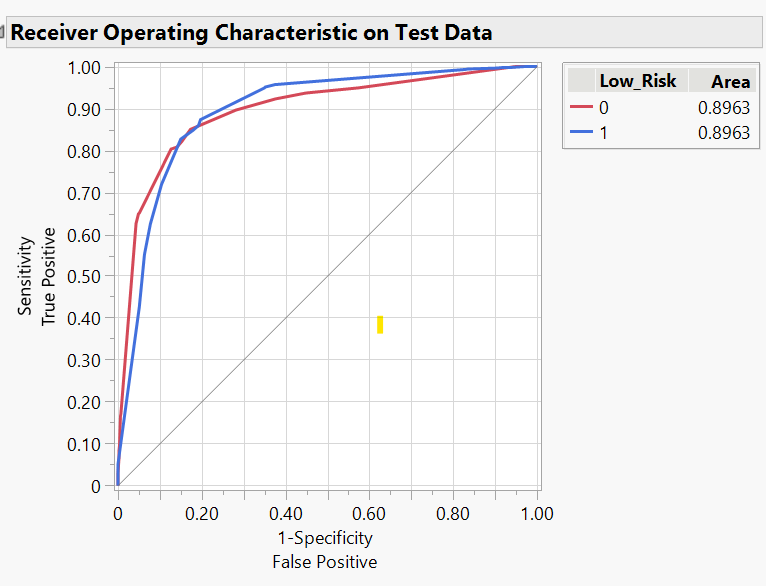 Receiver Operating Characteristic on Test Data
1.00
0.90
0.80
0.70
0.60
0.50
0.40
0.30
0.20
0.10
0
Sensitivity
True Positive
0 0.20 0.40 0.60 0.80 1.00
1-Specificity
False Positive
Low_Risk Area
0 0.8963
1 0.8963